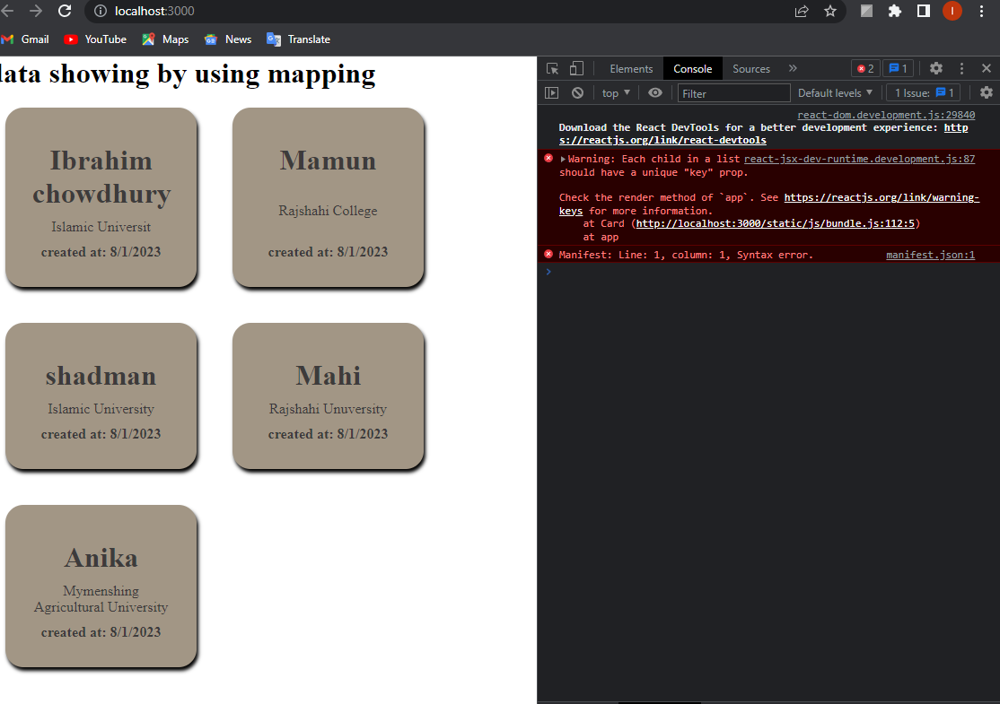 localhost:3000
Gmail YouTube Maps News Translate
data showing by using mapping
Ibrahim
chowdhury
Islamic Universit
created at: 8/1/2023
Mamun
Rajshahi College
created at: 8/1/2023
shadman
Islamic University
created at: 8/1/2023
Mahi
Rajshahi Unuversity
created at: 8/1/2023
Anika
Mymenshing
Agricultural University
created at: 8/1/2023
Elements Console Sources » 2 1
top Filter Default levels 1 Issue: 1
react-dom.development.js:29840
Download the React DevTools for a better development experience: http
s://reactjs.org/link/react-devtools
Warning: Each child in a list react-jsx-dev-runtime.development.js:87
should have a unique "key" prop.
Check the render method of `app`. See https://reactjs.org/link/warning-
keys for more information.
at Card (http://localhost:3000/static/js/bundle.js:112:5)
at app
Manifest: Line: 1, column: 1, Syntax error. manifest.json:1